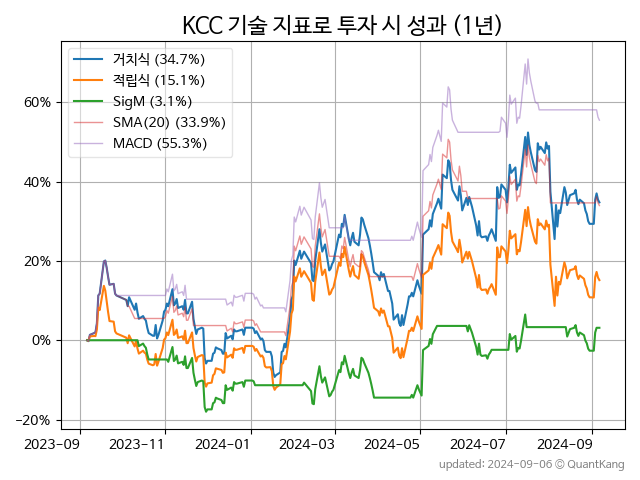 KCC 기술 지표로 투자 시 성과 (1년)
거치식 (34.7%)
적립식 (15.1%)
SigM (3.1%)
SMA(20) (33.9%)
MACD (55.3%)
60%
40%
20%
0%
−20%
2023-09 2023-11 2024-01 2024-03 2024-05 2024-07 2024-09
updated: 2024-09-06 © QuantKang